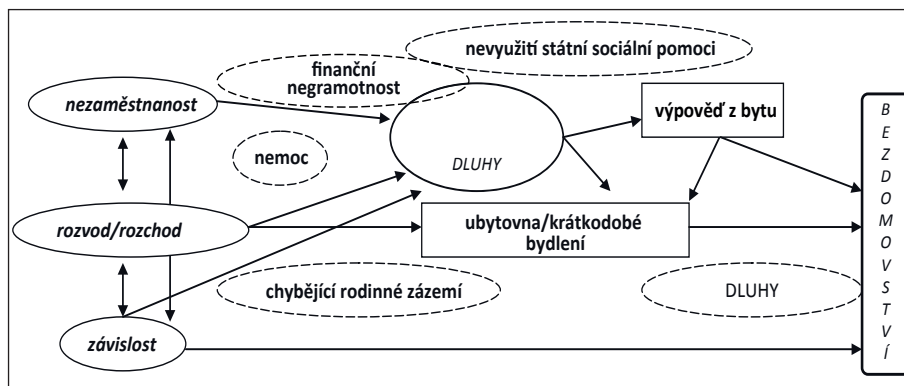 nevyužití státní sociální pomoci
finanční
negramotnost
nezaměstnanost
výpověď z bytu
nemoc
DLUHY
rozvod/rozchod
ubytovna/krátkodobé
bydlení
chybějící rodinné zázemí
DLUHY
závislost
B
E
Z
D
O
M
O
V
S
T
V
Í